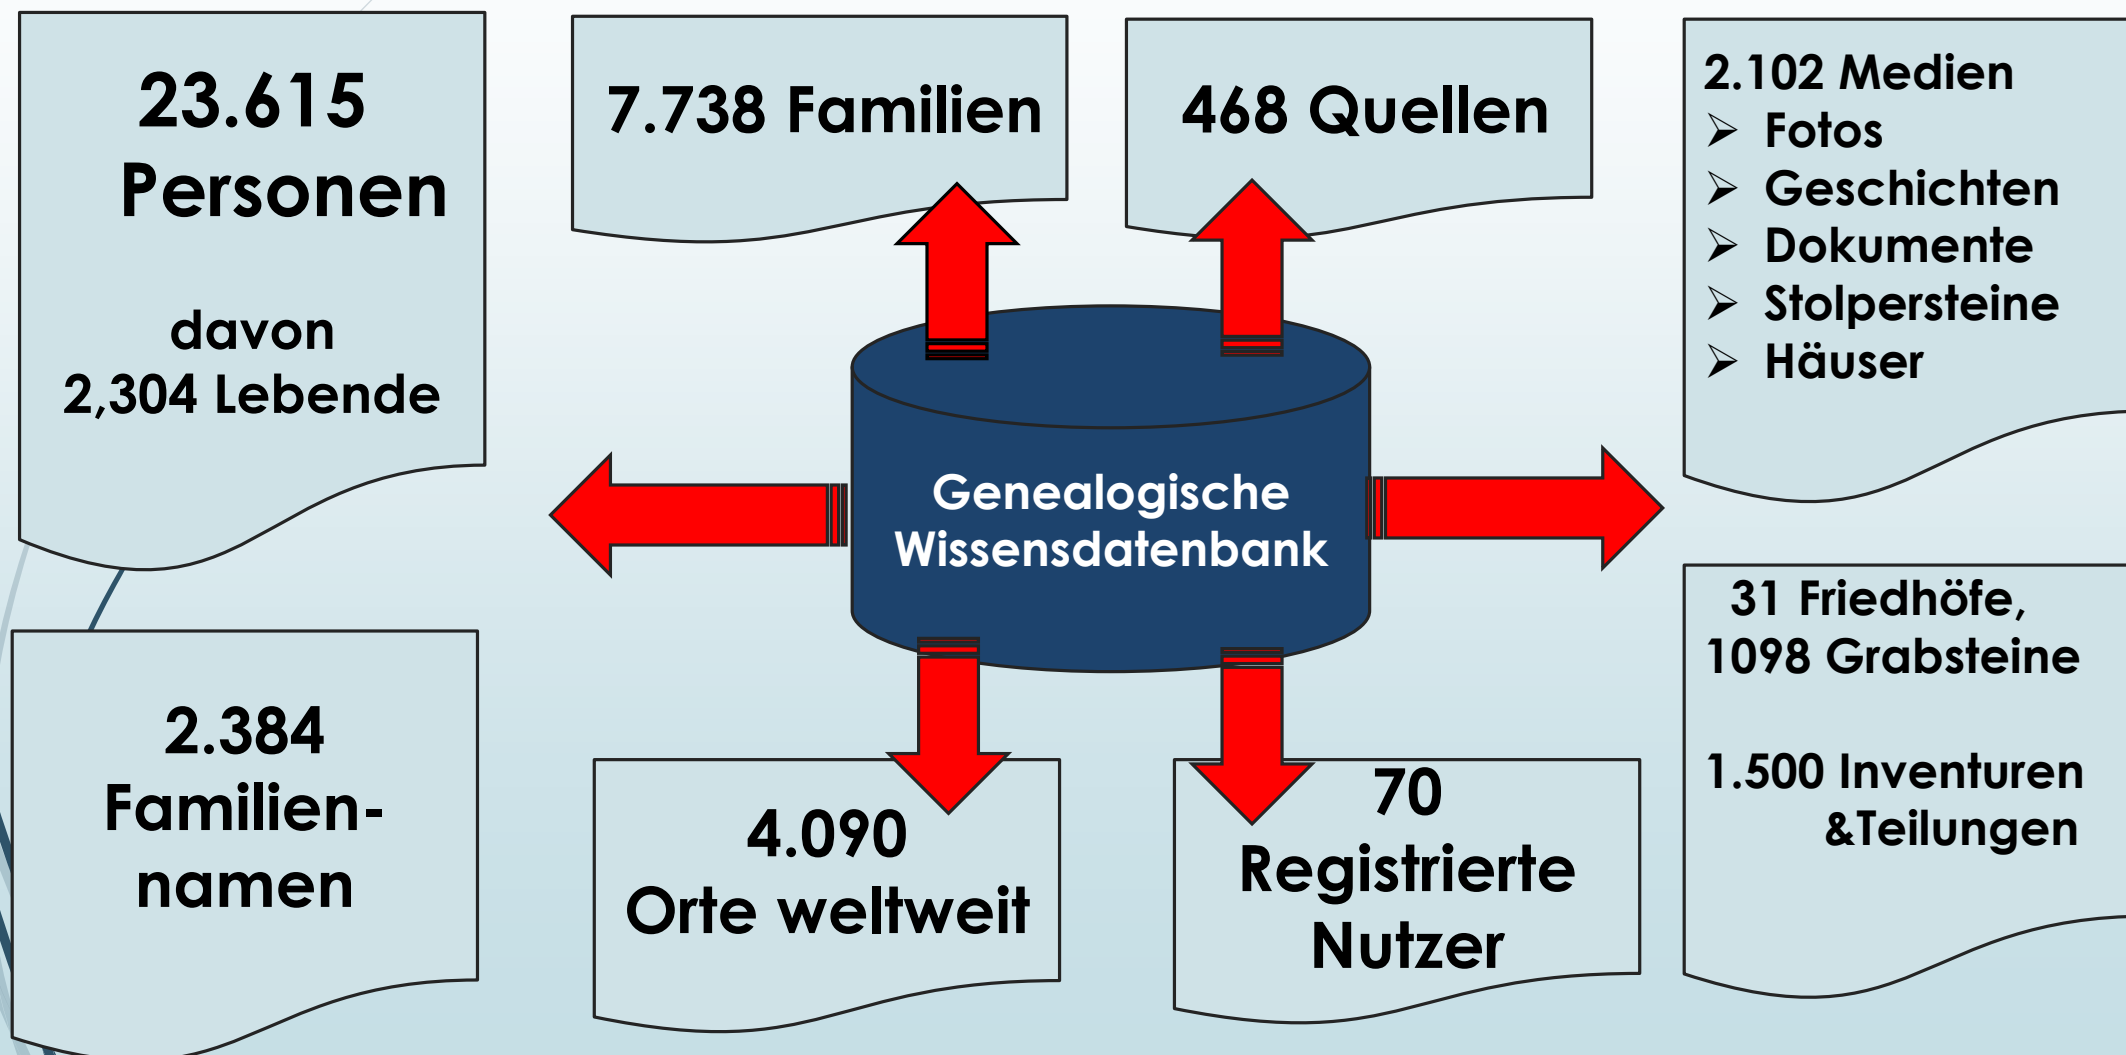 23.615
Personen
davon
2,304 Lebende
7.738 Familien
468 Quellen
2.102 Medien
➢ Fotos
➢ Geschichten
➢ Dokumente
➢ Stolpersteine
➢ Häuser
Genealogische
Wissensdatenbank
2.384
Familien-
namen
4.090
Orte weltweit
70
Registrierte
Nutzer
31 Friedhöfe,
1098 Grabsteine
1.500 Inventuren
&Teilungen